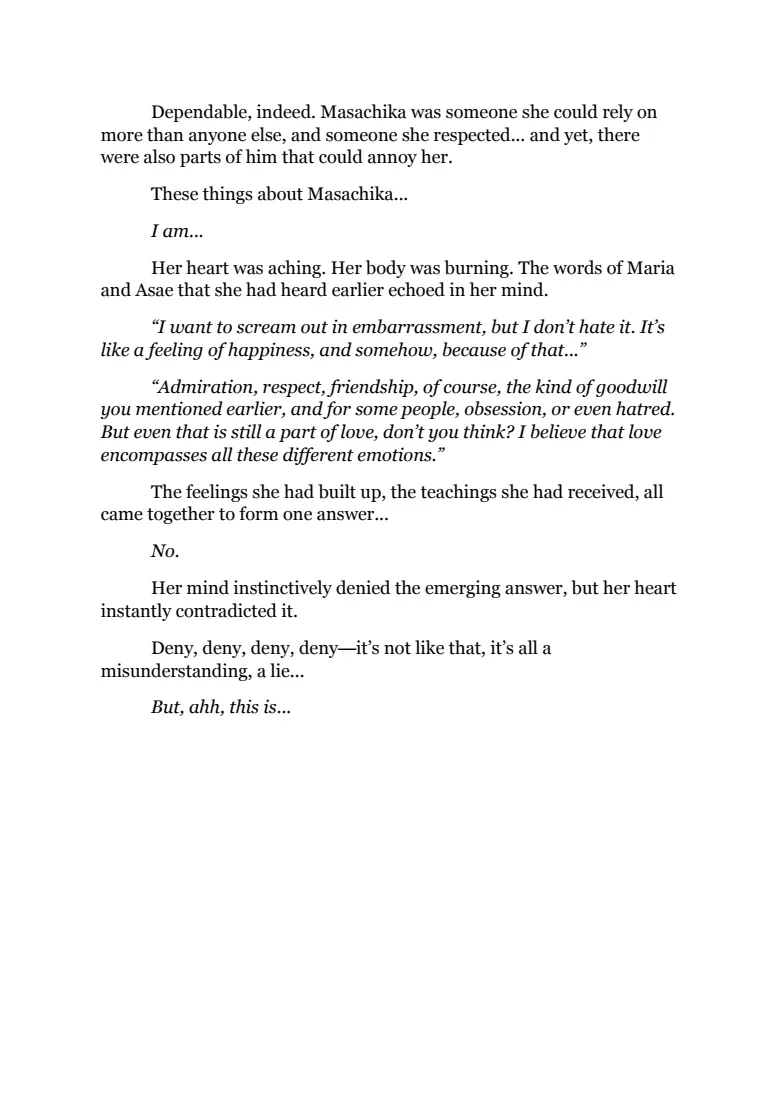 Dependable, indeed. Masachika was someone she could rely on
more than anyone else, and someone she respected... and yet, there
were also parts of him that could annoy her.
These things about Masachika...
I am...
Her heart was aching. Her body was burning. The words of Maria
and Asae that she had heard earlier echoed in her mind.
“I want to scream out in embarrassment, but I don’t hate it. It’s
like a feeling of happiness, and somehow, because of that...”
“Admiration, respect, friendship, of course, the kind of goodwill
you mentioned earlier, and for some people, obsession, or even hatred.
But even that is still a part of love, don’t you think? I believe that love
encompasses all these different emotions.”
The feelings she had built up, the teachings she had received, all
came together to form one answer...
No.
Her mind instinctively denied the emerging answer, but her heart
instantly contradicted it.
Deny, deny, deny, deny—it’s not like that, it’s all a
misunderstanding, a lie...
But, ahh, this is...